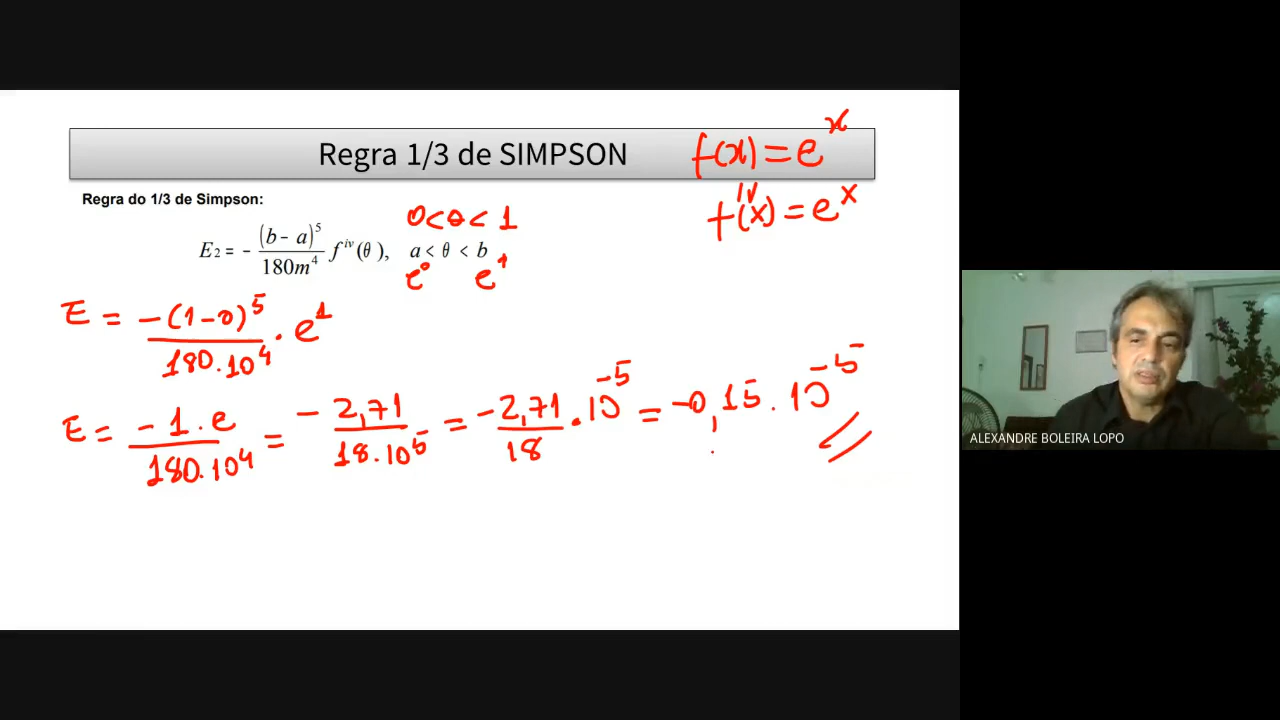 Regra 1/3 de SIMPSON
f(x) = e^x
Regra do 1/3 de Simpson:
f^IV(x) = e^x
0 < θ < 1
E2 = - (b - a)^5 / 180m^4 f^iv(θ), a < θ < b
e^0 e^1
E = -(1-0)^5 / 180.10^4 . e^1
E = -1.e / 180.10^4 = -2,71 / 18.10^5 = -2,71 / 18 . 10^-5 = -0,15.10^-5
ALEXANDRE BOLEIRA LOPO